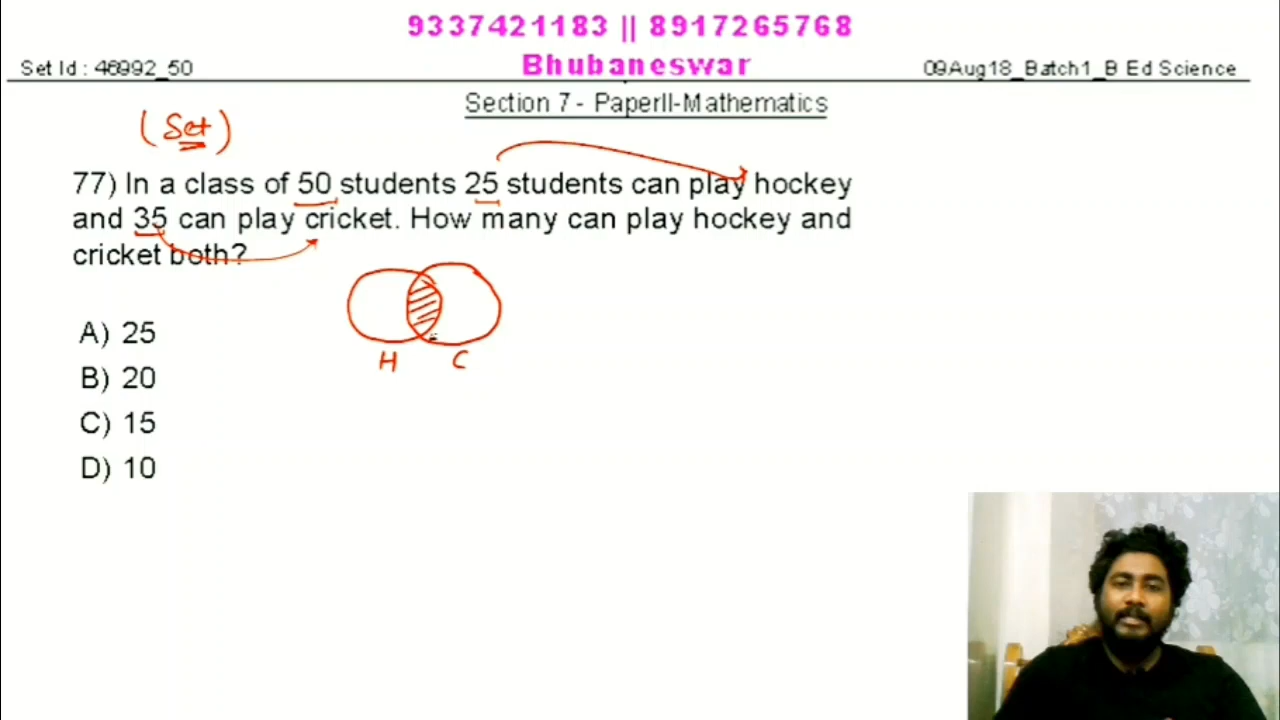 9337421183 || 8917265768
Bhubaneswar
Set Id : 46992_50
09Aug18_Batch1_B Ed Science
Section 7 - PaperII-Mathematics
(Set)
77) In a class of 50 students 25 students can play hockey
and 35 can play cricket. How many can play hockey and
cricket both?
H C
A) 25
B) 20
C) 15
D) 10